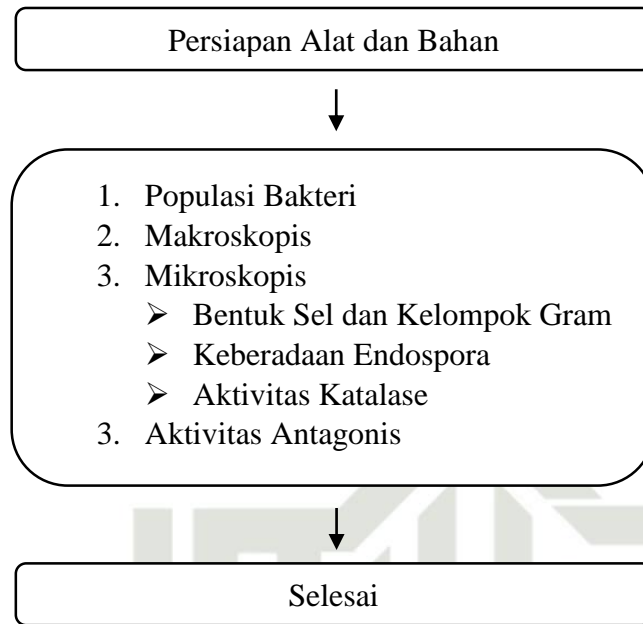 Persiapan Alat dan Bahan
1. Populasi Bakteri
2. Makroskopis
3. Mikroskopis
➢ Bentuk Sel dan Kelompok Gram
➢ Keberadaan Endospora
➢ Aktivitas Katalase
3. Aktivitas Antagonis
Selesai